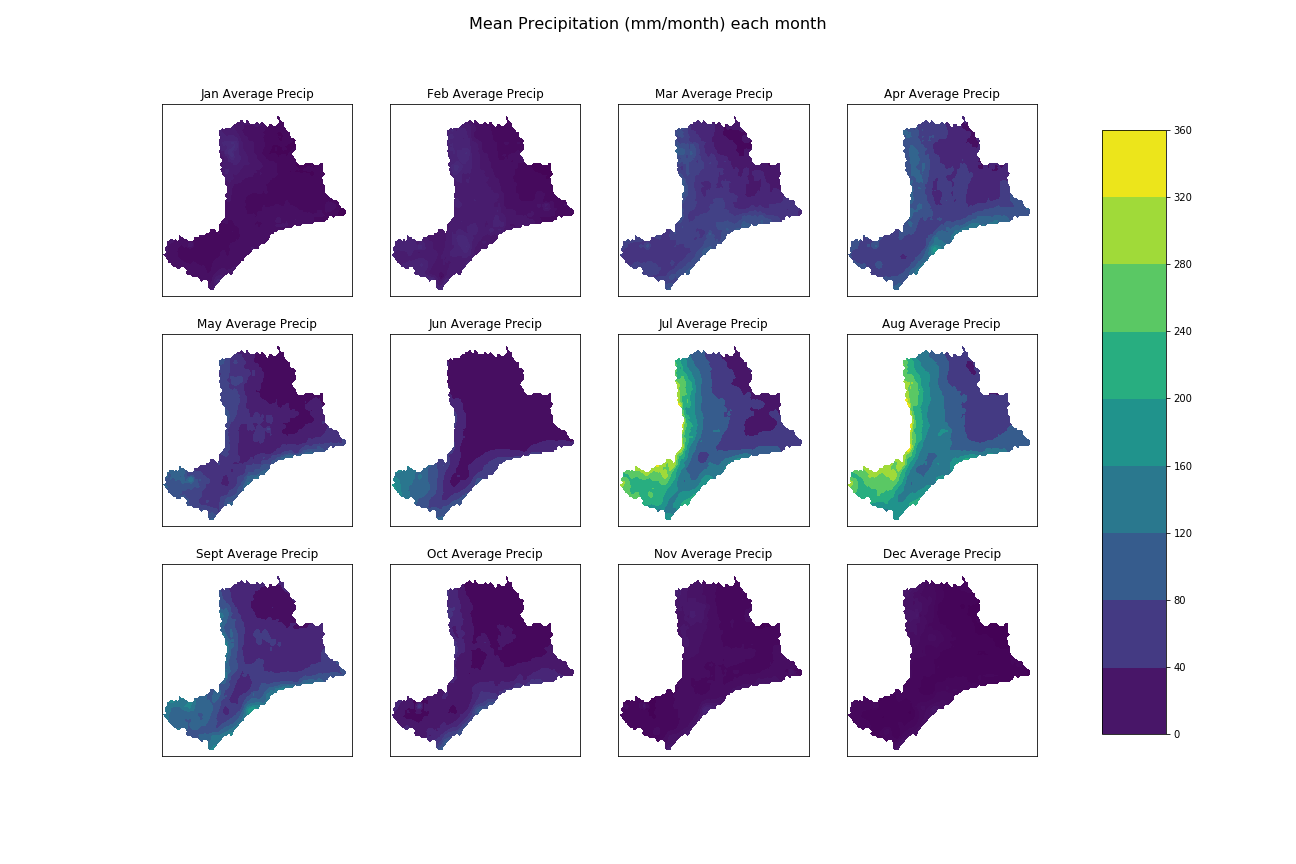 Mean Precipitation (mm/month) each month
Jan Average Precip
Feb Average Precip
Mar Average Precip
Apr Average Precip
May Average Precip
Jun Average Precip
Jul Average Precip
Aug Average Precip
Sept Average Precip
Oct Average Precip
Nov Average Precip
Dec Average Precip
360
320
280
240
200
160
120
80
40
0